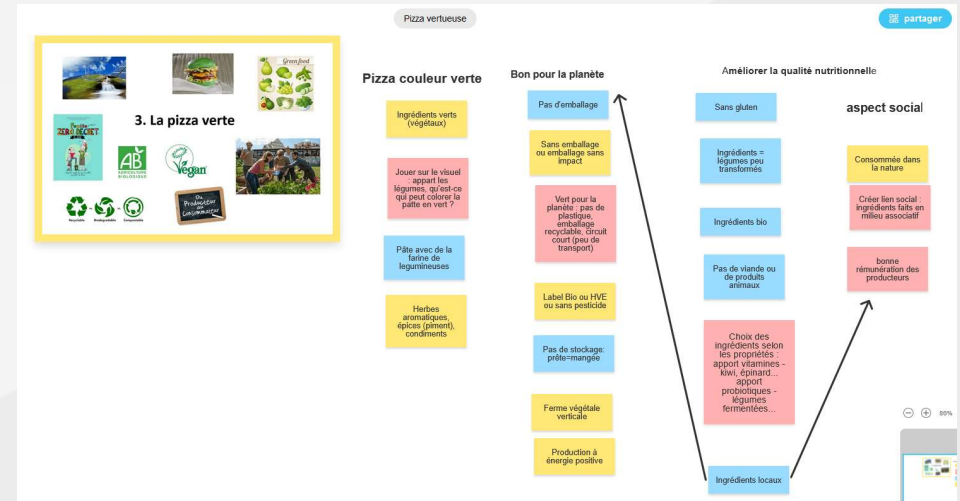 Pizza vertueuse
partager
Green food
3. La pizza verte
ZERO DECHET
AB
AGRICULTURE
BIOLOGIQUE
Vegan
Du
Producteur
au
Consommateur
Recyclable
Biodegradable
Compostable
Pizza couleur verte
Ingrédients verts
(végétaux)
Jouer sur le visuel
: appart les
légumes, qu'est-ce
qui peut colorer la
patte en vert ?
Pâte avec de la
farine de
legumineuses
Herbes
aromatiques,
épices (piment),
condiments
Bon pour la planète
Pas d'emballage
Sans emballage
ou emballage sans
impact
Vert pour la
planète : pas de
plastique,
emballage
recyclable, circuit
court (peu de
transport)
Label Bio ou HVE
ou sans pesticide
Pas de stockage:
prête=mangée
Ferme végétale
verticale
Production à
énergie positive
Améliorer la qualité nutritionnelle
Sans gluten
Ingrédients =
légumes peu
transformés
Ingrédients bio
Pas de viande ou
de produits
animaux
Choix des
ingrédients selon
les propriétés :
apport vitamines -
kiwi, épinard...
apport
probiotiques -
légumes
fermentées...
Ingrédients locaux
aspect social
Consommée dans
la nature
Créer lien social :
ingrédients faits en
milieu associatif
bonne
rémunération des
producteurs
80%